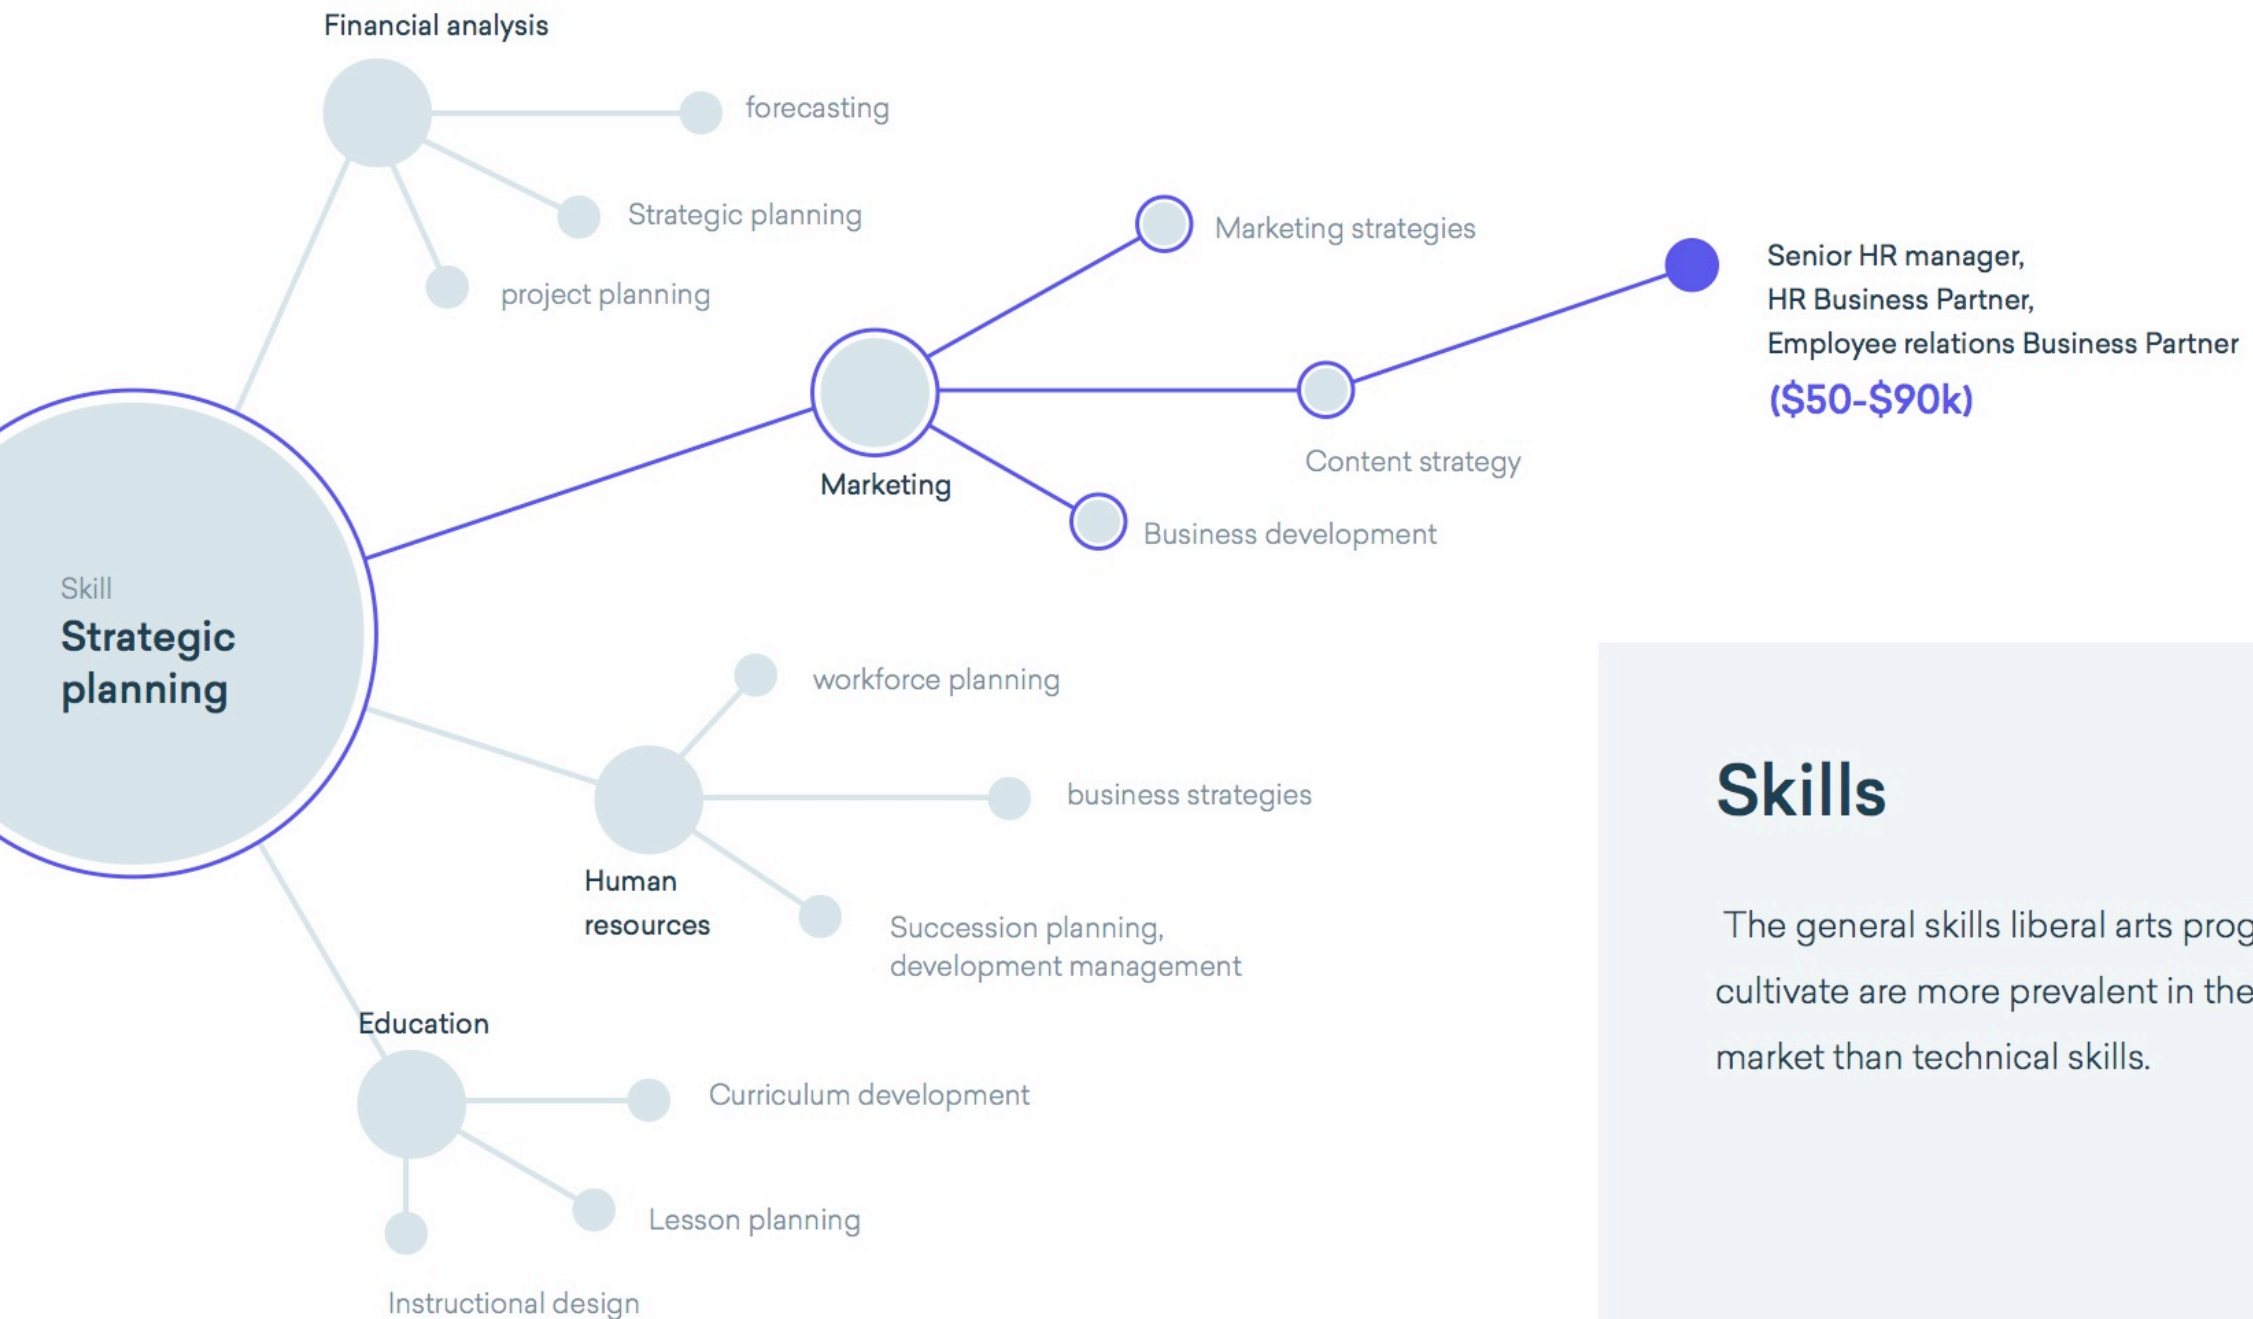 Financial analysis
forecasting
Strategic planning
project planning
Marketing strategies
Senior HR manager,
HR Business Partner,
Employee relations Business Partner
($50-$90k)
Content strategy
Marketing
Business development
Skill
Strategic
planning
workforce planning
business strategies
Human
resources
Succession planning,
development management
Education
Curriculum development
Lesson planning
Instructional design
Skills
The general skills liberal arts prog
cultivate are more prevalent in the
market than technical skills.